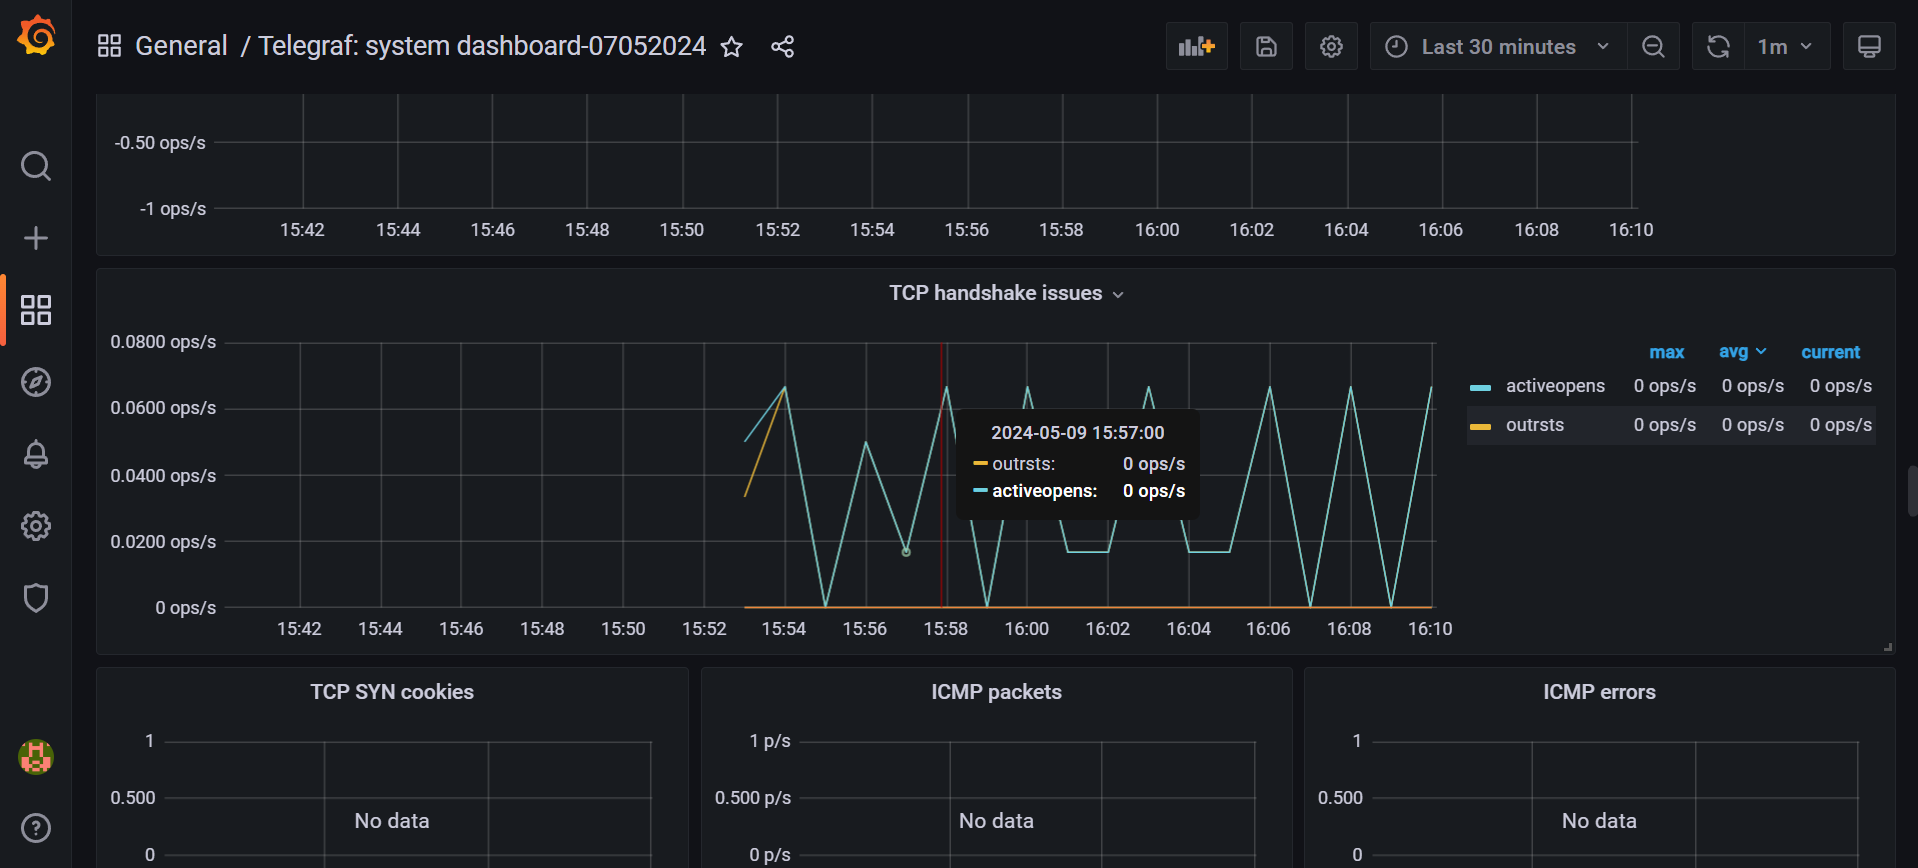 General / Telegraf: system dashboard-07052024
Last 30 minutes
1m
-0.50 ops/s
-1 ops/s
15:42 15:44 15:46 15:48 15:50 15:52 15:54 15:56 15:58 16:00 16:02 16:04 16:06 16:08 16:10
TCP handshake issues
0.0800 ops/s
0.0600 ops/s
0.0400 ops/s
0.0200 ops/s
0 ops/s
15:42 15:44 15:46 15:48 15:50 15:52 15:54 15:56 15:58 16:00 16:02 16:04 16:06 16:08 16:10
2024-05-09 15:57:00
outrsts: 0 ops/s
activeopens: 0 ops/s
max avg current
activeopens 0 ops/s 0 ops/s 0 ops/s
outrsts 0 ops/s 0 ops/s 0 ops/s
TCP SYN cookies
1
0.500
0
No data
ICMP packets
1 p/s
0.500 p/s
0 p/s
No data
ICMP errors
1
0.500
0
No data